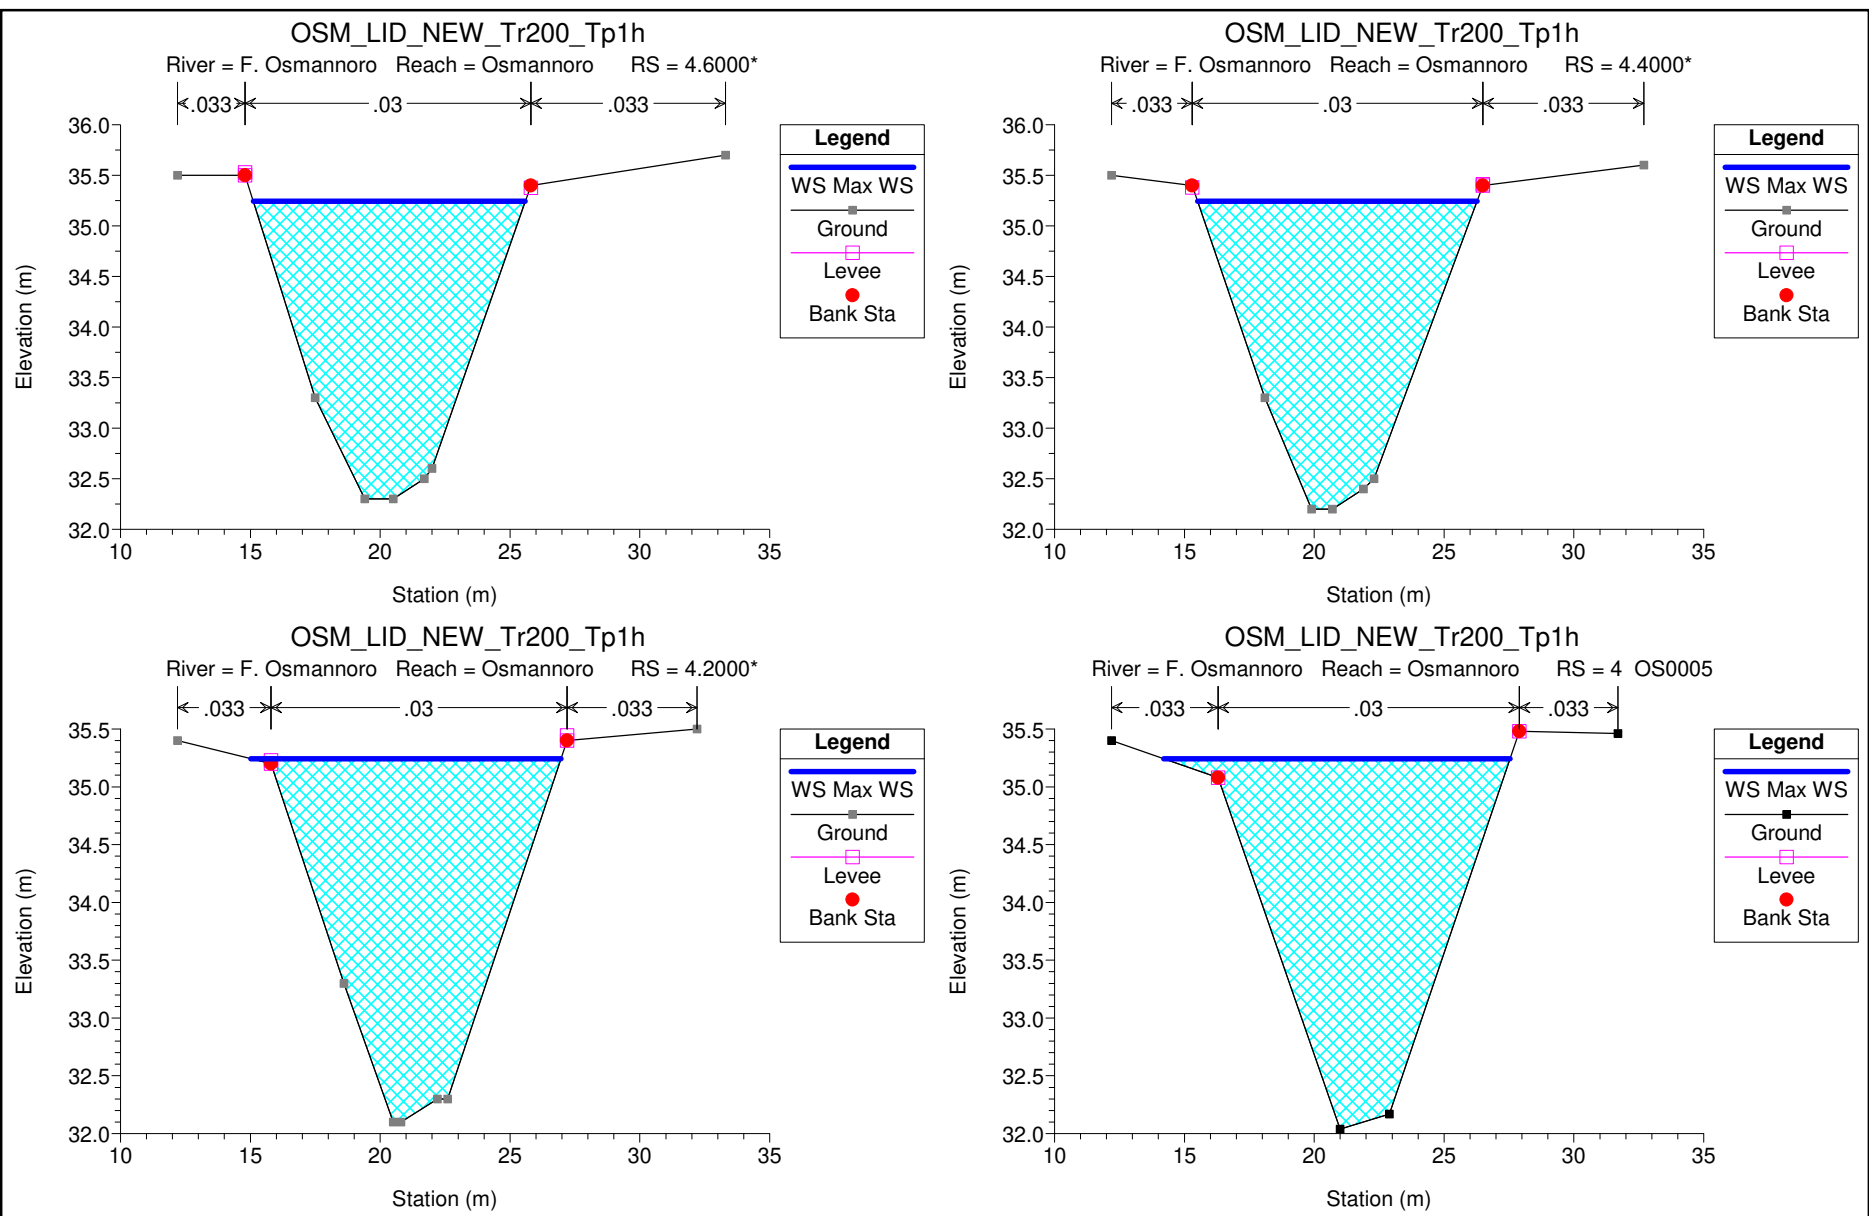 OSM_LID_NEW_Tr200_Tp1h
River = F. Osmannoro Reach = Osmannoro RS = 4.6000*
.033 .03 .033
36.0
35.5
35.0
34.5
34.0
33.5
33.0
32.5
32.0
Elevation (m)
10 15 20 25 30 35
Station (m)
Legend
WS Max WS
Ground
Levee
Bank Sta
OSM_LID_NEW_Tr200_Tp1h
River = F. Osmannoro Reach = Osmannoro RS = 4.4000*
.033 .03 .033
36.0
35.5
35.0
34.5
34.0
33.5
33.0
32.5
32.0
Elevation (m)
10 15 20 25 30 35
Station (m)
Legend
WS Max WS
Ground
Levee
Bank Sta
OSM_LID_NEW_Tr200_Tp1h
River = F. Osmannoro Reach = Osmannoro RS = 4.2000*
.033 .03 .033
35.5
35.0
34.5
34.0
33.5
33.0
32.5
32.0
Elevation (m)
10 15 20 25 30 35
Station (m)
Legend
WS Max WS
Ground
Levee
Bank Sta
OSM_LID_NEW_Tr200_Tp1h
River = F. Osmannoro Reach = Osmannoro RS = 4 OS0005
.033 .03 .033
35.5
35.0
34.5
34.0
33.5
33.0
32.5
32.0
Elevation (m)
10 15 20 25 30 35
Station (m)
Legend
WS Max WS
Ground
Levee
Bank Sta